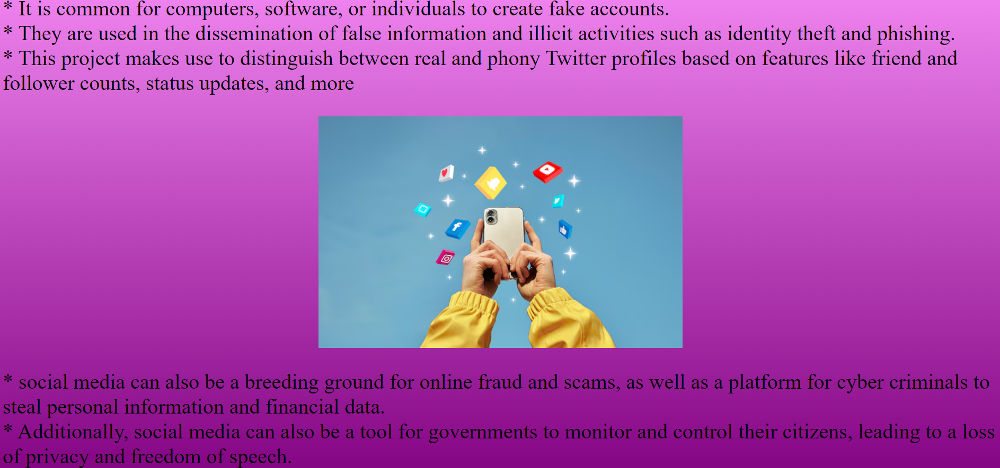 * It is common for computers, software, or individuals to create fake accounts.
* They are used in the dissemination of false information and illicit activities such as identity theft and phishing.
* This project makes use to distinguish between real and phony Twitter profiles based on features like friend and
follower counts, status updates, and more
* social media can also be a breeding ground for online fraud and scams, as well as a platform for cyber criminals to
steal personal information and financial data.
* Additionally, social media can also be a tool for governments to monitor and control their citizens, leading to a loss
of privacy and freedom of speech.